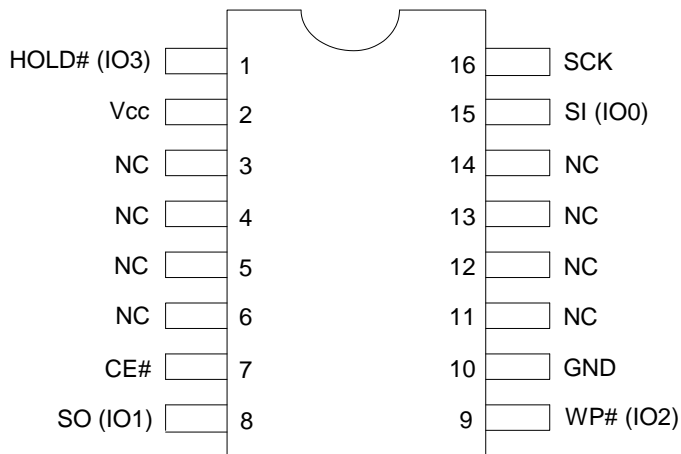 HOLD# (IO3) 1 16 SCK
Vcc 2 15 SI (IO0)
NC 3 14 NC
NC 4 13 NC
NC 5 12 NC
NC 6 11 NC
CE# 7 10 GND
SO (IO1) 8 9 WP# (IO2)